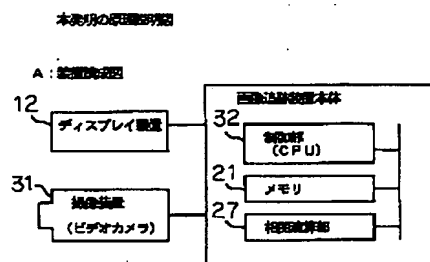 本発明の原理説明図
A：装置構成図
画像追跡装置本体
12
ディスプレイ装置
32
制御部
(CPU)
31
撮像装置
(ビデオカメラ)
21
メモリ
27
相関演算部